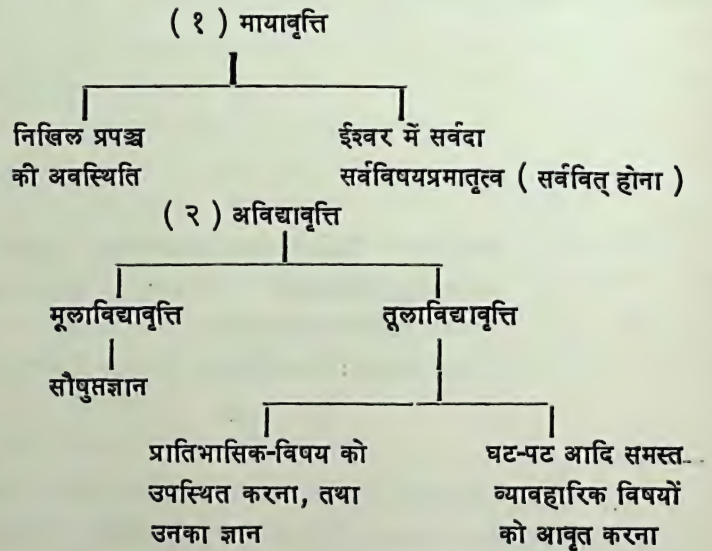 ( १ ) मायावृत्ति
निखिल प्रपञ्च
की अवस्थिति
ईश्वर में सर्वदा
सर्वविषयप्रमातृत्व ( सर्ववित् होना )
( २ ) अविद्यावृत्ति
मूलाविद्यावृत्ति
तूलाविद्यावृत्ति
सौषुप्तज्ञान
प्रातिभासिक-विषय को
उपस्थित करना, तथा
उनका ज्ञान
घट-पट आदि समस्त
व्यावहारिक विषयों
को आवृत करना